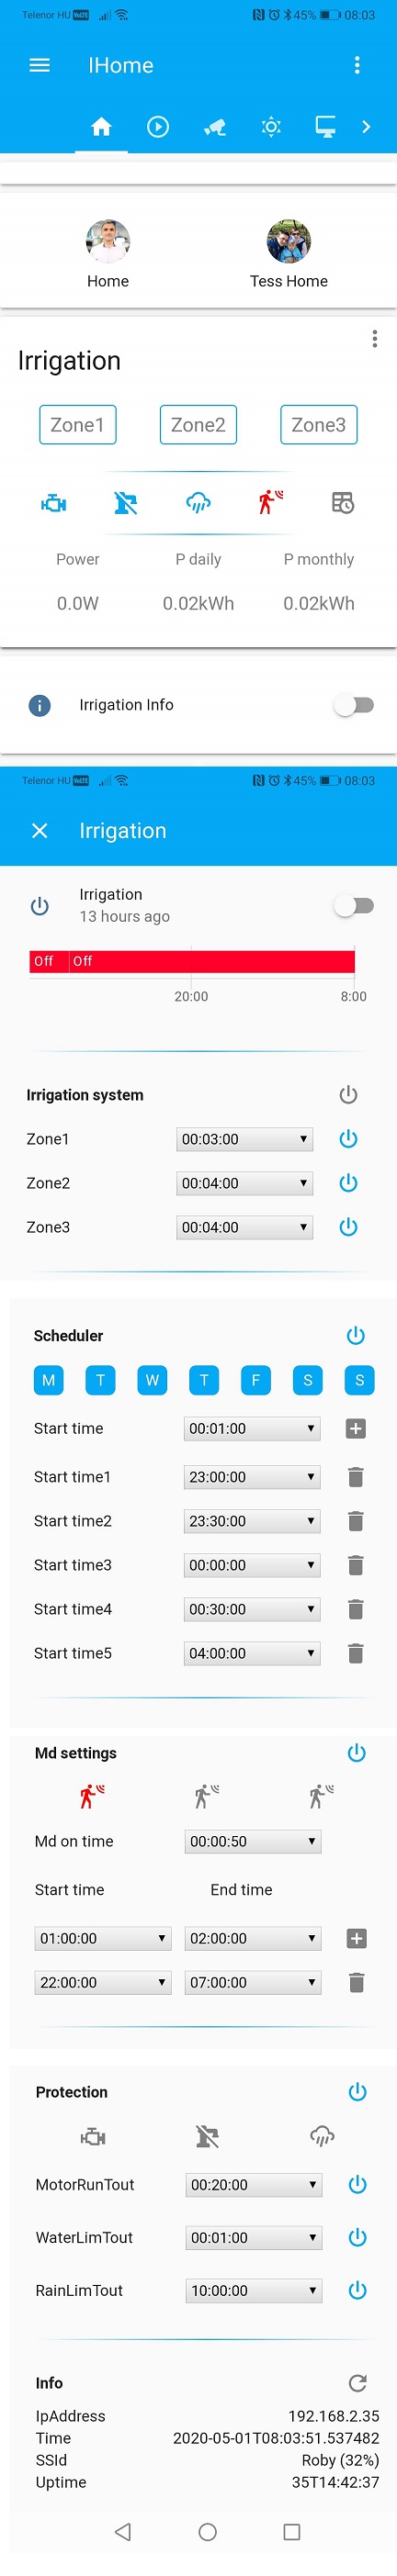 Telenor HU VoLTE 45% 08:03
IHome
Home Tess Home
Irrigation
Zone1 Zone2 Zone3
Power P daily P monthly
0.0W 0.02kWh 0.02kWh
Irrigation Info
Telenor HU VoLTE 45% 08:03
Irrigation
Irrigation
13 hours ago
Off Off
20:00 8:00
Irrigation system
Zone1 00:03:00
Zone2 00:04:00
Zone3 00:04:00
Scheduler
M T W T F S S
Start time 00:01:00
Start time1 23:00:00
Start time2 23:30:00
Start time3 00:00:00
Start time4 00:30:00
Start time5 04:00:00
Md settings
Md on time 00:00:50
Start time End time
01:00:00 02:00:00
22:00:00 07:00:00
Protection
MotorRunTout 00:20:00
WaterLimTout 00:01:00
RainLimTout 10:00:00
Info
IpAddress 192.168.2.35
Time 2020-05-01T08:03:51.537482
SSId Roby (32%)
Uptime 35T14:42:37